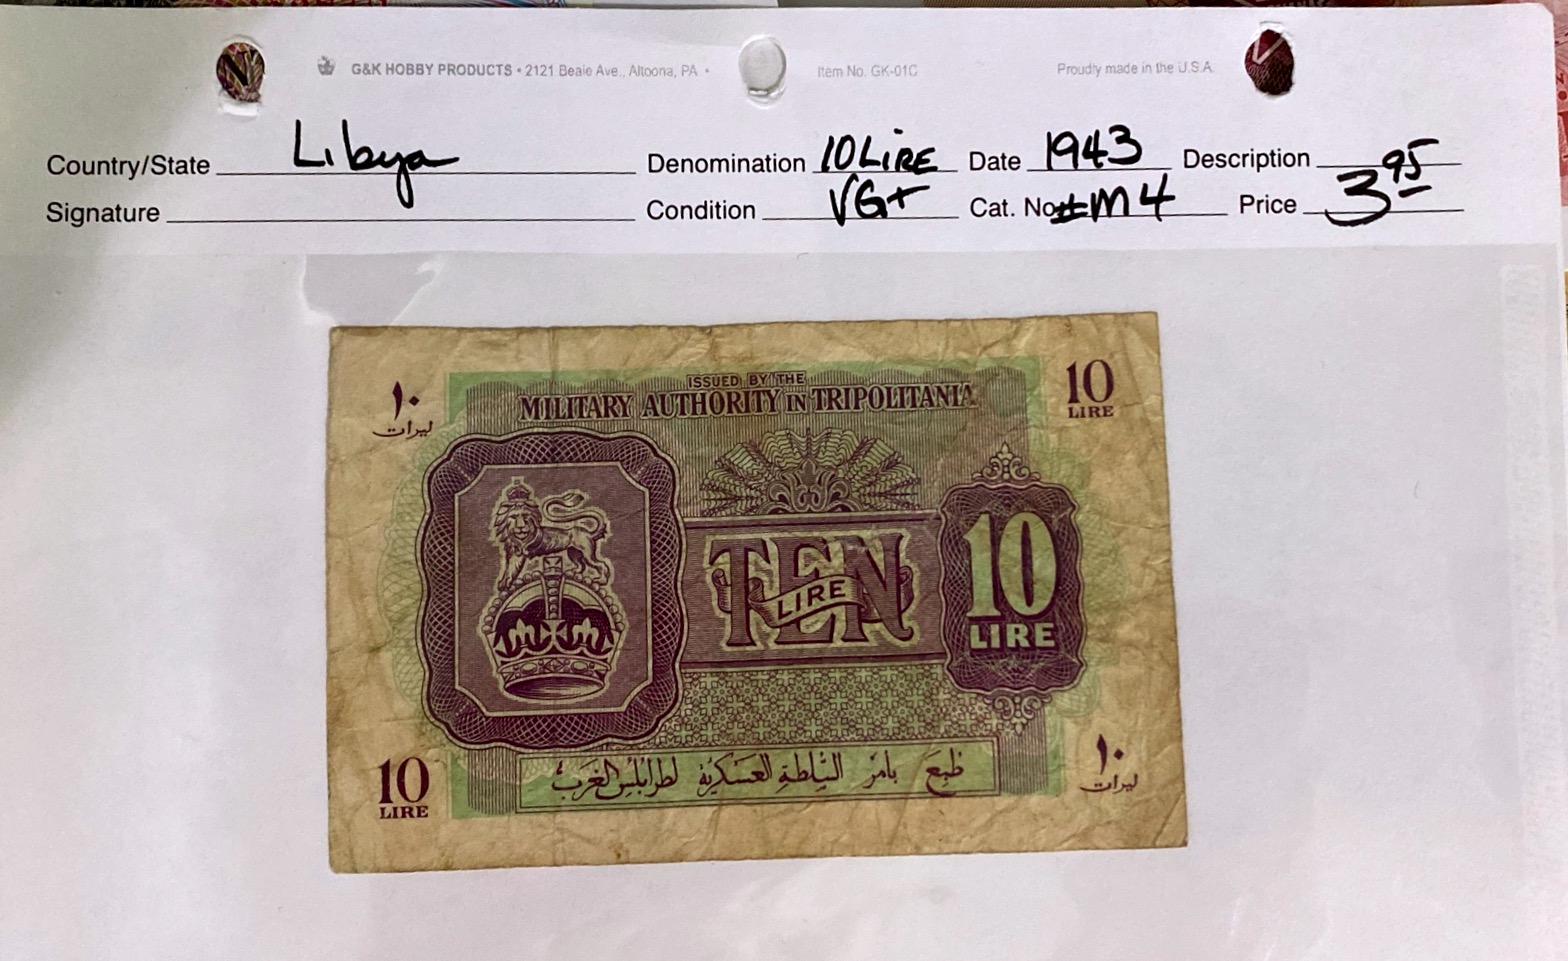 G&K HOBBY PRODUCTS • 2121 Beale Ave., Altoona, PA • Item No. GK-01C Proudly made in the U.S.A.
Country/State Libya Denomination 10 LiRE Date 1943 Description
Signature Condition VG+ Cat. No. #M4 Price 3.95
١٠
ليرات
ISSUED BY THE
MILITARY AUTHORITY IN TRIPOLITANIA
10
LIRE
TEN
LIRE
10
LIRE
10
LIRE
طبع بامر السلطة العسكرية لطرابلس الغرب
١٠
ليرات